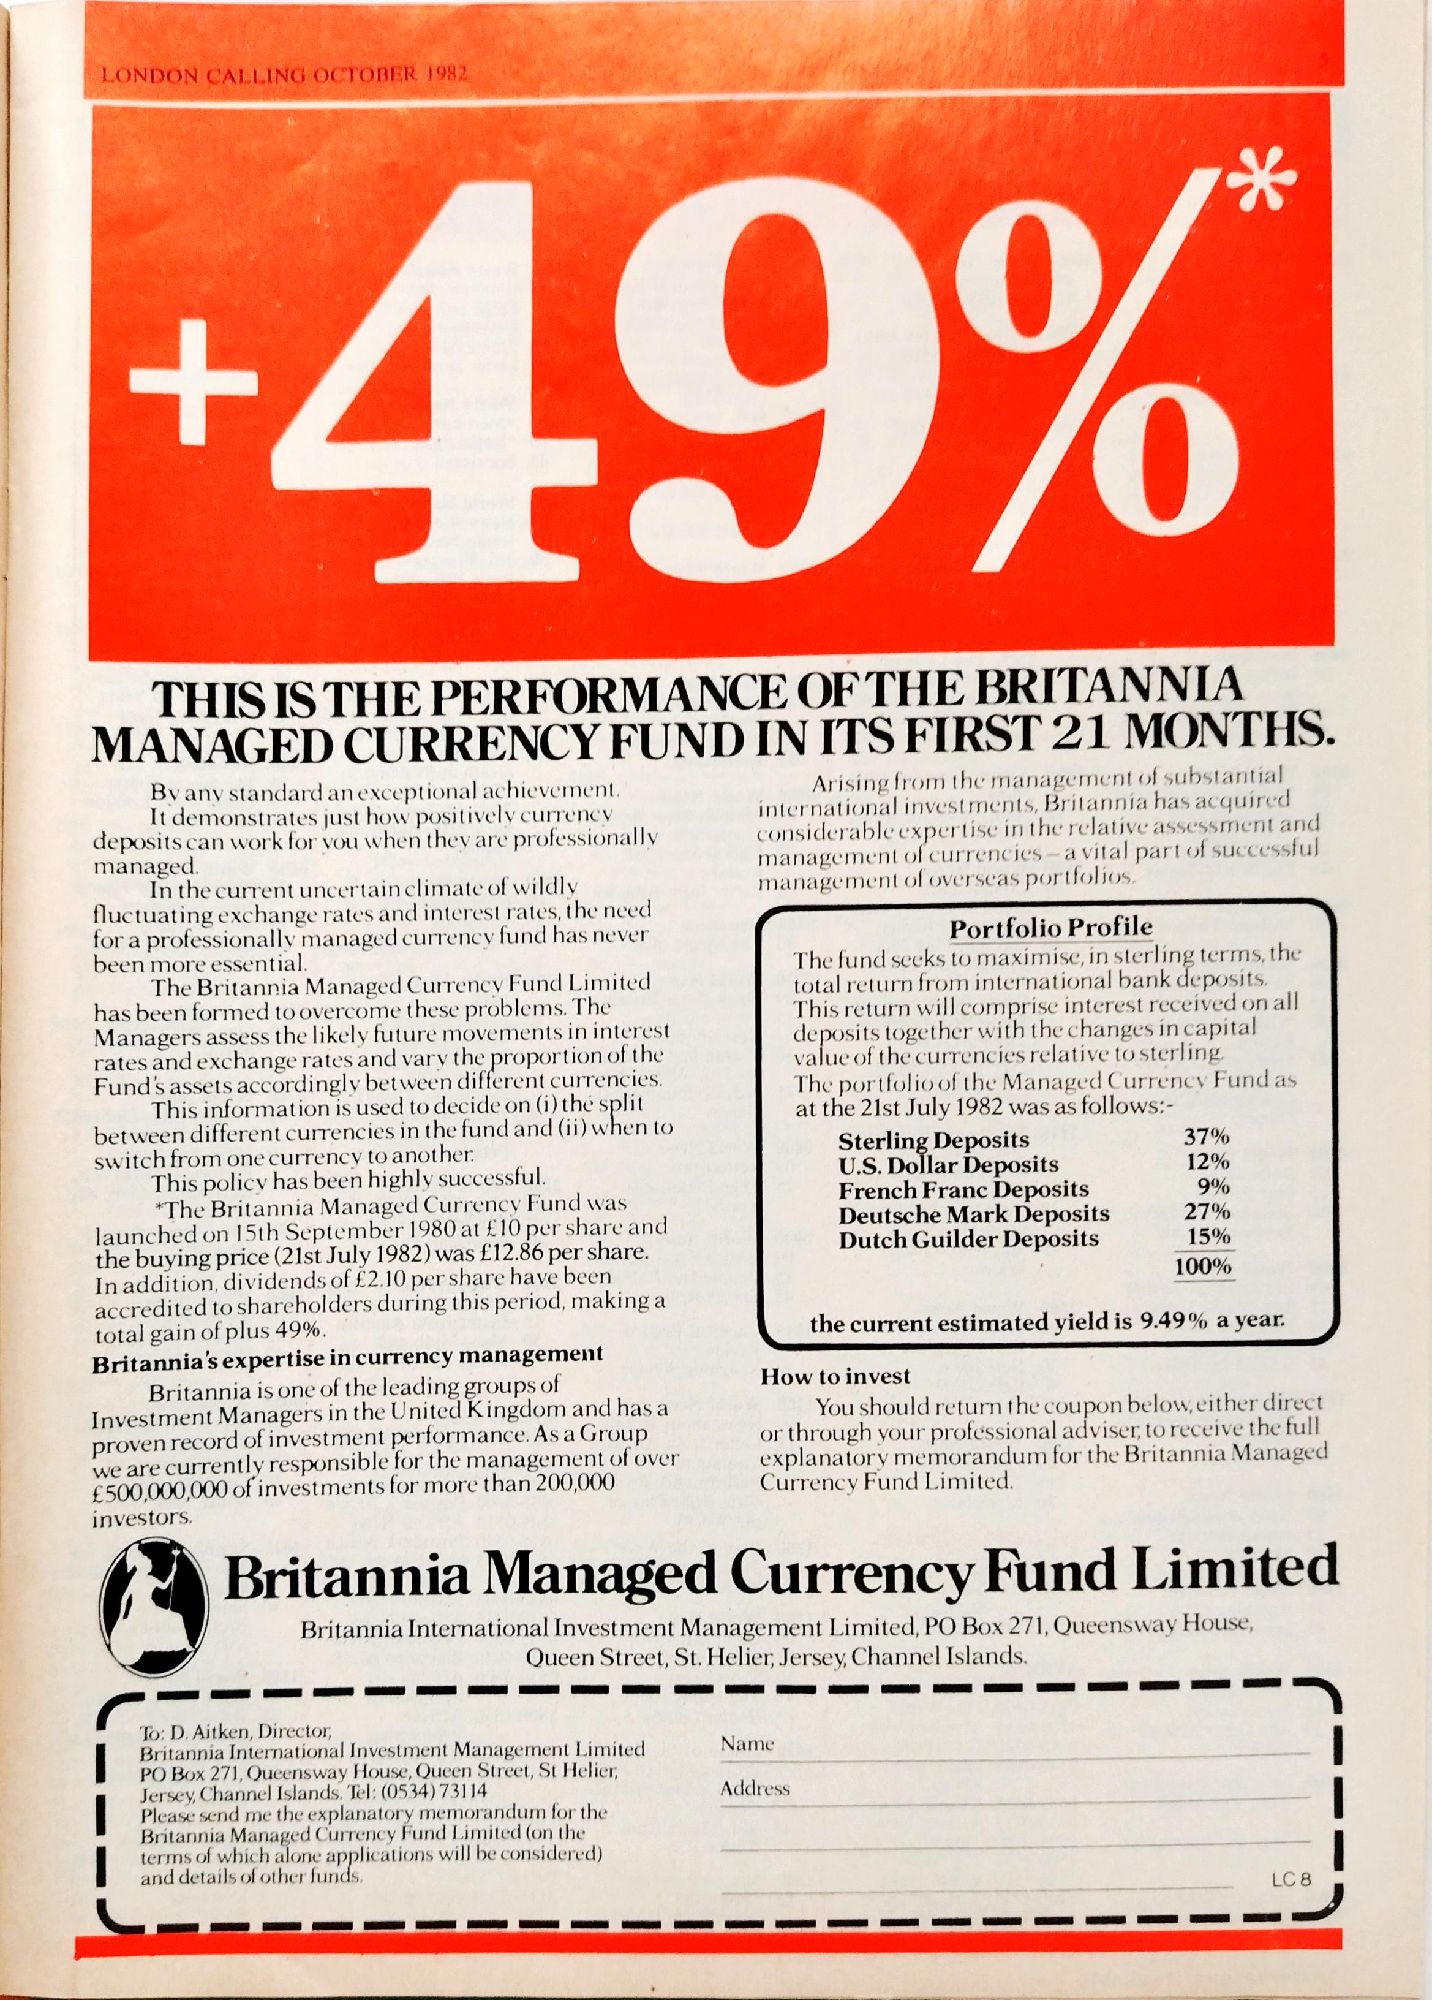 LONDON CALLING OCTOBER 1982
5
+49%*
THIS IS THE PERFORMANCE OF THE BRITANNIA
MANAGED CURRENCY FUND IN ITS FIRST 21 MONTHS.
By any standard an exceptional achievement.
It demonstrates just how positively currency
deposits can work for you when they are professionally
managed.
In the current uncertain climate of wildly
fluctuating exchange rates and interest rates, the need
for a professionally managed currency fund has never
been more essential.
The Britannia Managed Currency Fund Limited
has been formed to overcome these problems. The
Managers assess the likely future movements in interest
rates and exchange rates and vary the proportion of the
Fund's assets accordingly between different currencies.
This information is used to decide on (i) the split
between different currencies in the fund and (ii) when to
switch from one currency to another.
This policy has been highly successful.
*The Britannia Managed Currency Fund was
launched on 15th September 1980 at £10 per share and
the buying price (21st July 1982) was £12.86 per share.
In addition, dividends of £2.10 per share have been
accredited to shareholders during this period, making a
total gain of plus 49%.
Britannia's expertise in currency management
Britannia is one of the leading groups of
Investment Managers in the United Kingdom and has a
proven record of investment performance. As a Group
we are currently responsible for the management of over
£500,000,000 of investments for more than 200,000
investors.
Arising from the management of substantial
international investments, Britannia has acquired
considerable expertise in the relative assessment and
management of currencies – a vital part of successful
management of overseas portfolios.
Portfolio Profile
The fund seeks to maximise, in sterling terms, the
total return from international bank deposits.
This return will comprise interest received on all
deposits together with the changes in capital
value of the currencies relative to sterling.
The portfolio of the Managed Currency Fund as
at the 21st July 1982 was as follows:-
Sterling Deposits 37%
U.S. Dollar Deposits 12%
French Franc Deposits 9%
Deutsche Mark Deposits 27%
Dutch Guilder Deposits 15%
100%
the current estimated yield is 9.49% a year.
How to invest
You should return the coupon below, either direct
or through your professional adviser, to receive the full
explanatory memorandum for the Britannia Managed
Currency Fund Limited.
Britannia Managed Currency Fund Limited
Britannia International Investment Management Limited, PO Box 271, Queensway House,
Queen Street, St. Helier, Jersey, Channel Islands.
To: D. Aitken, Director,
Britannia International Investment Management Limited
PO Box 271, Queensway House, Queen Street, St Helier,
Jersey, Channel Islands. Tel: (0534) 73114
Please send me the explanatory memorandum for the
Britannia Managed Currency Fund Limited (on the
terms of which alone applications will be considered)
and details of other funds.
Name
Address
LC 8